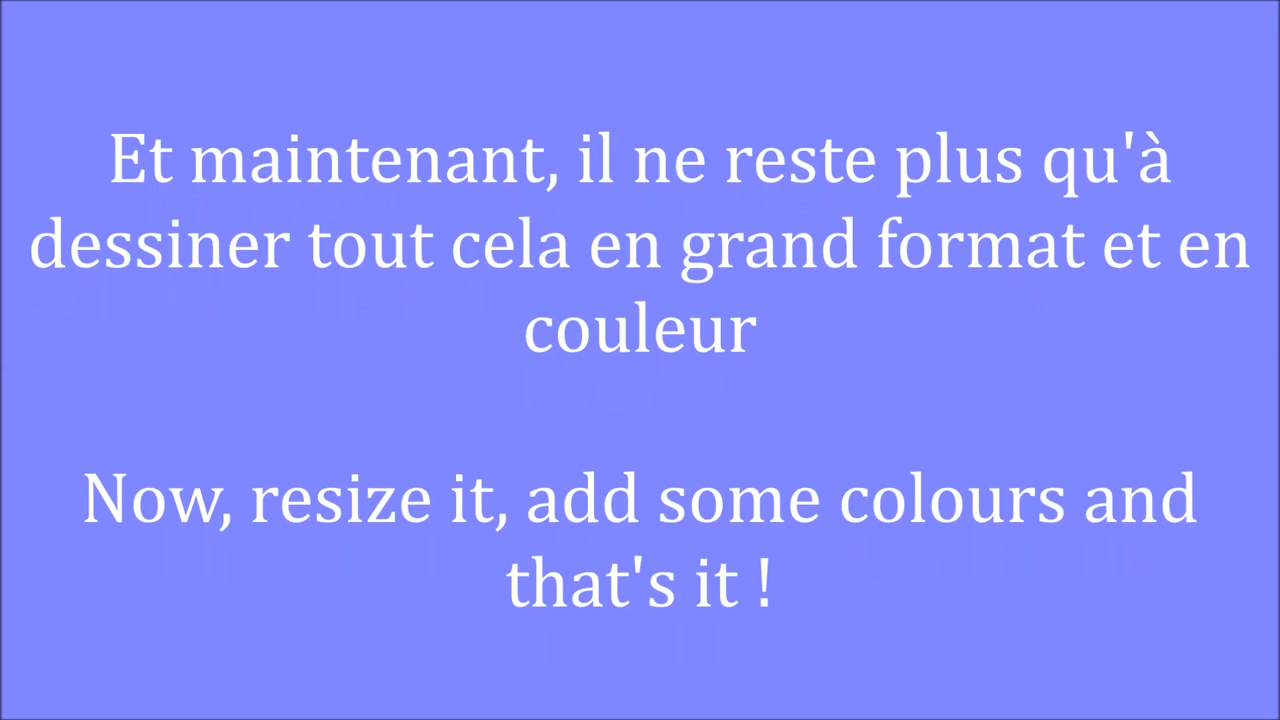 Et maintenant, il ne reste plus qu'à
dessiner tout cela en grand format et en
couleur
Now, resize it, add some colours and
that's it !